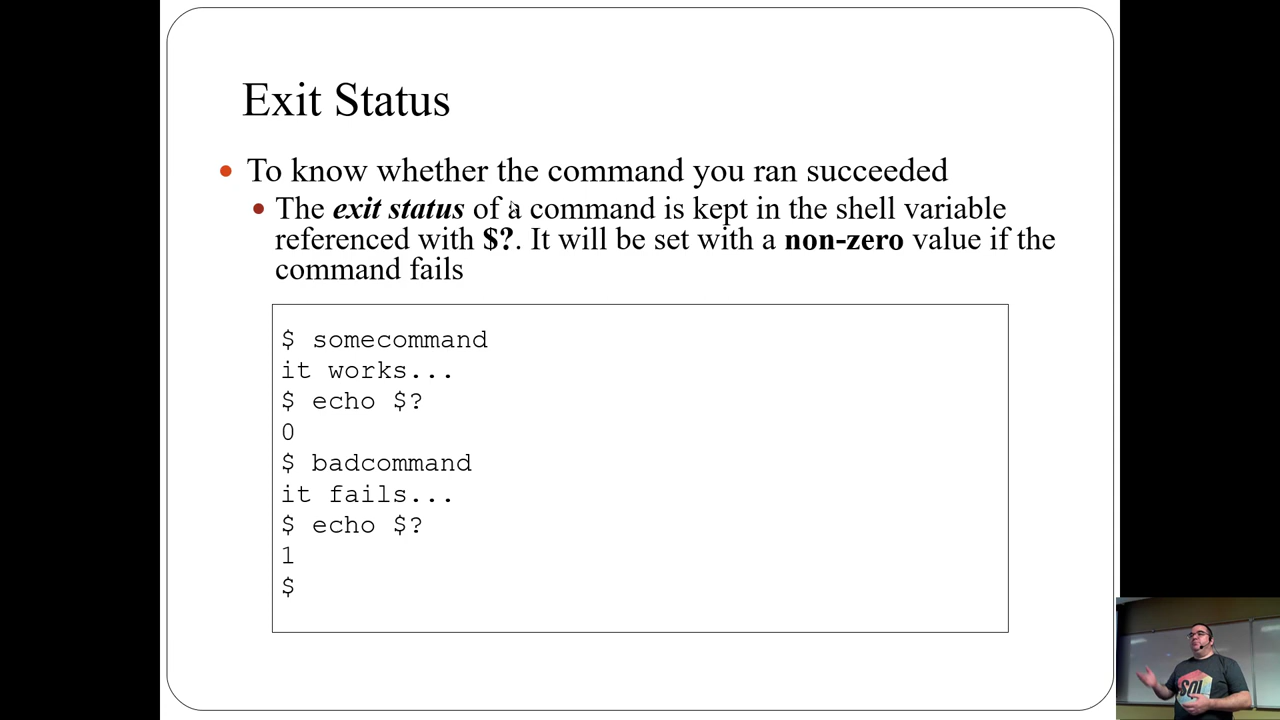 Exit Status
To know whether the command you ran succeeded
The exit status of a command is kept in the shell variable
referenced with $?. It will be set with a non-zero value if the
command fails
$ somecommand
it works...
$ echo $?
0
$ badcommand
it fails...
$ echo $?
1
$
SQL